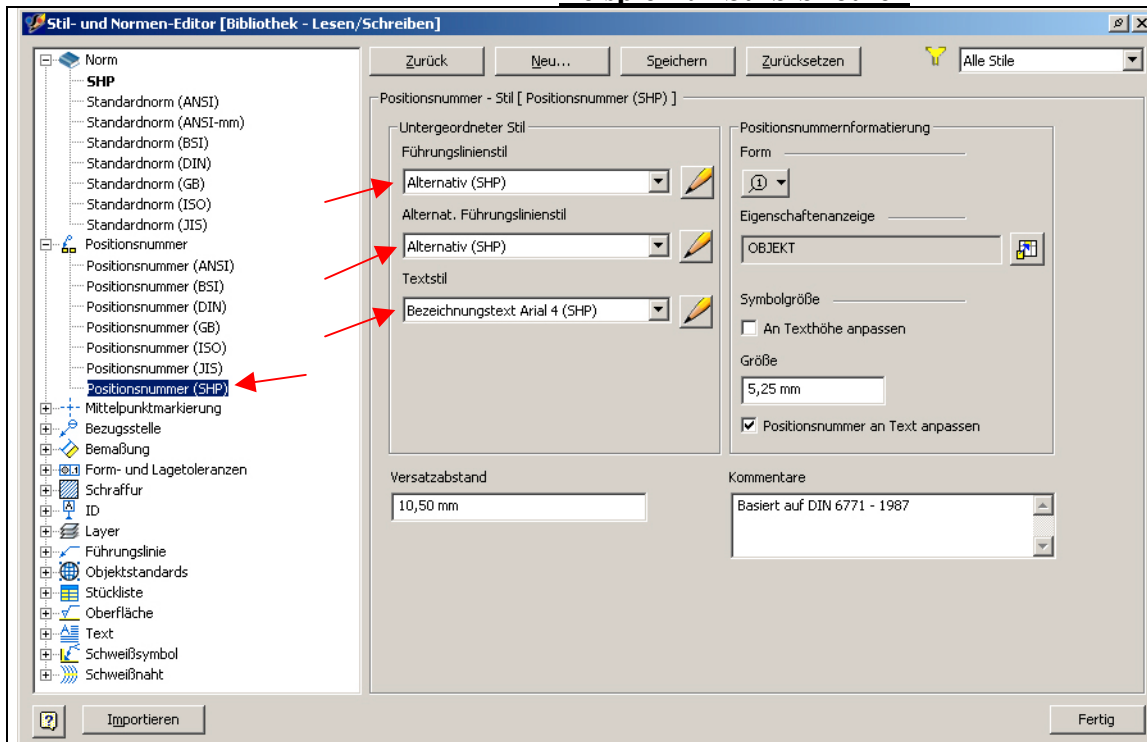 Stil- und Normen-Editor [Bibliothek - Lesen/Schreiben]
Norm
SHP
Standardnorm (ANSI)
Standardnorm (ANSI-mm)
Standardnorm (BSI)
Standardnorm (DIN)
Standardnorm (GB)
Standardnorm (ISO)
Standardnorm (JIS)
Positionsnummer
Positionsnummer (ANSI)
Positionsnummer (BSI)
Positionsnummer (DIN)
Positionsnummer (GB)
Positionsnummer (ISO)
Positionsnummer (JIS)
Positionsnummer (SHP)
Mittelpunktmarkierung
Bezugsstelle
Bemaßung
Form- und Lagetoleranzen
Schraffur
ID
Layer
Führungslinie
Objektstandards
Stückliste
Oberfläche
Text
Schweißsymbol
Schweißnaht
Zurück
Neu...
Speichern
Zurücksetzen
Alle Stile
Positionsnummer - Stil [ Positionsnummer (SHP) ]
Untergeordneter Stil
Führungslinienstil
Alternativ (SHP)
Alternat. Führungslinienstil
Alternativ (SHP)
Textstil
Bezeichnungstext Arial 4 (SHP)
Positionsnummernformatierung
Form
1
Eigenschaftenanzeige
OBJEKT
Symbolgröße
An Texthöhe anpassen
Größe
5,25 mm
Positionsnummer an Text anpassen
Versatzabstand
10,50 mm
Kommentare
Basiert auf DIN 6771 - 1987
?
Importieren
Fertig